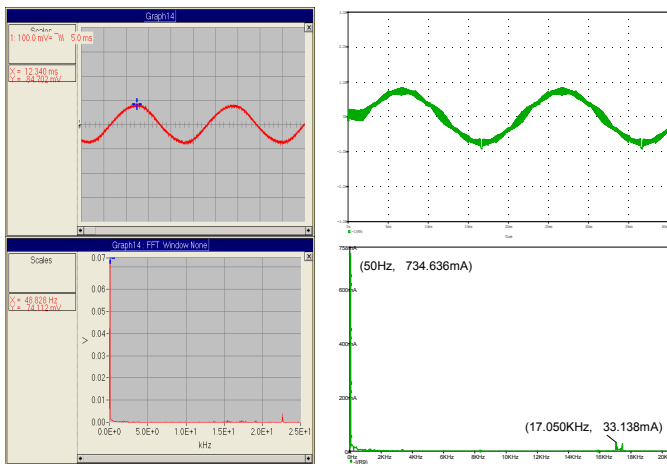 Graph14
Scales
1: 100.0 mV= 5.0 ms
X = 12.340 ms
Y = 84.702 mV
Graph14 : FFT Window None
Scales
X = 48.828 Hz
Y = 74.112 mV
0.07
0.06
0.05
0.04
0.03
0.02
0.01
0.00
V
0.0E+0 5.0E+0 1.0E+1 1.5E+1 2.0E+1 2.5E+1
kHz
Time
(50Hz, 734.636mA)
600mA
400mA
(17.050KHz, 33.138mA)
0Hz 2KHz 4KHz 6KHz 8KHz 10KHz 12KHz 14KHz 16KHz 18KHz